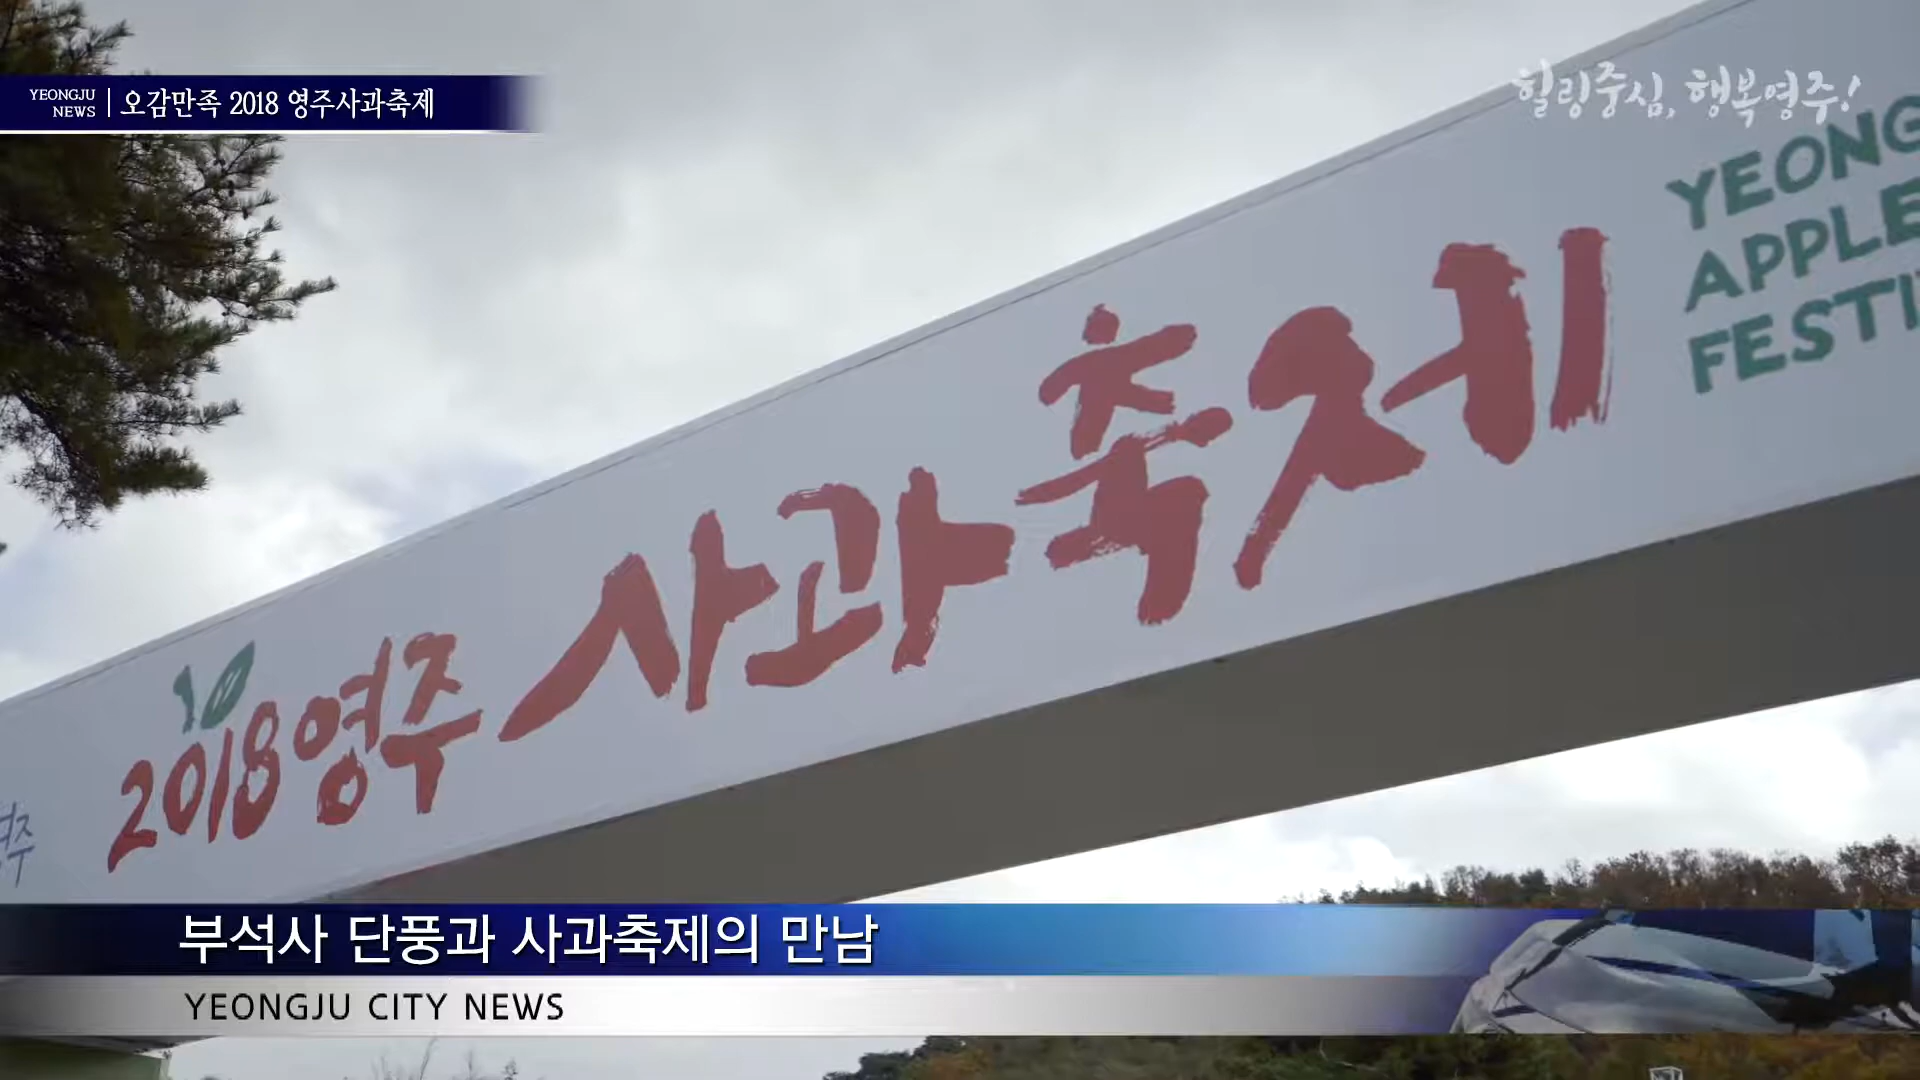 YEONGJU
NEWS
오감만족 2018 영주사과축제
힐링중심, 행복영주!
2018 영주 사과축제
APPLE
영주
부석사 단풍과 사과축제의 만남
YEONGJU CITY NEWS